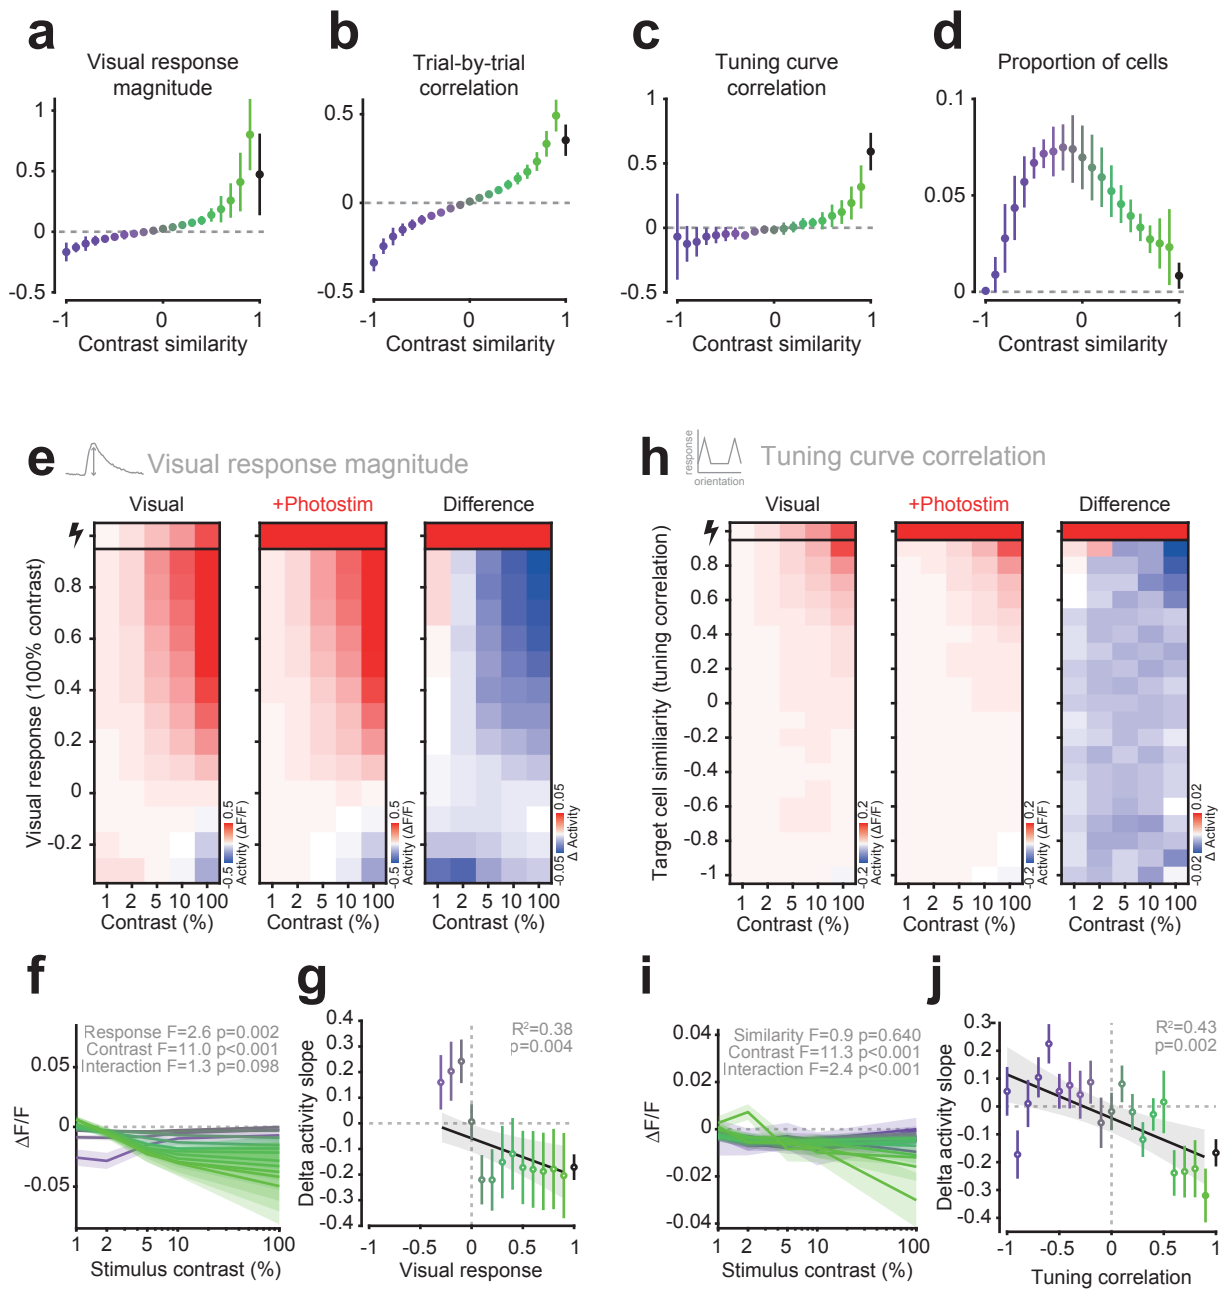 a
Visual response
magnitude
1
0.5
0
-0.5
-1 0 1
Contrast similarity
b
Trial-by-trial
correlation
0.5
0
-0.5
-1 0 1
Contrast similarity
c
Tuning curve
correlation
1
0.5
0
-0.5
-1 0 1
Contrast similarity
d
Proportion of cells
0.1
0.05
0
-1 0 1
Contrast similarity
e
Visual response magnitude
Visual
+Photostim
Difference
Visual response (100% contrast)
0.8
0.6
0.4
0.2
0
-0.2
1 2 5 10 100
Contrast (%)
-0.5 0.5
Activity (ΔF/F)
1 2 5 10 100
Contrast (%)
-0.5 0.5
Activity (ΔF/F)
1 2 5 10 100
Contrast (%)
-0.05 0.05
Δ Activity
h
response
orientation
Tuning curve correlation
Visual
+Photostim
Difference
Target cell similiarity (tuning correlation)
0.8
0.6
0.4
0.2
0
-0.2
-0.4
-0.6
-0.8
-1
1 2 5 10 100
Contrast (%)
-0.2 0.2
Activity (ΔF/F)
1 2 5 10 100
Contrast (%)
-0.2 0.2
Activity (ΔF/F)
1 2 5 10 100
Contrast (%)
-0.02 0.02
Δ Activity
f
Response F=2.6 p=0.002
Contrast F=11.0 p<0.001
Interaction F=1.3 p=0.098
ΔF/F
0.05
0
-0.05
1 2 5 10 100
Stimulus contrast (%)
g
R²=0.38
p=0.004
Delta activity slope
0.4
0.3
0.2
0.1
0
-0.1
-0.2
-0.3
-0.4
-1 -0.5 0 0.5 1
Visual response
i
Similarity F=0.9 p=0.640
Contrast F=11.3 p<0.001
Interaction F=2.4 p<0.001
ΔF/F
0.04
0.02
0
-0.02
-0.04
1 2 5 10 100
Stimulus contrast (%)
j
R²=0.43
p=0.002
Delta activity slope
0.3
0.2
0.1
0
-0.1
-0.2
-0.3
-0.4
-1 -0.5 0 0.5 1
Tuning correlation